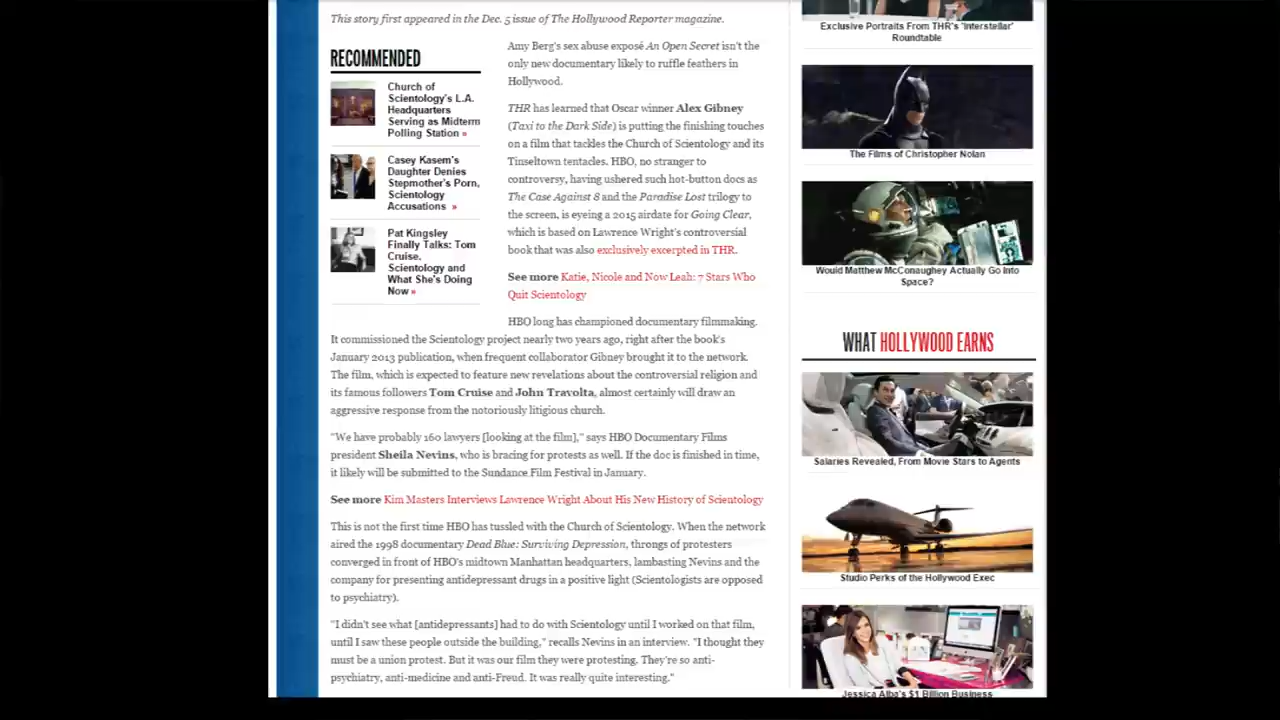 This story first appeared in the Dec. 5 issue of The Hollywood Reporter magazine.
RECOMMENDED
Church of
Scientology's L.A.
Headquarters
Serving as Midterm
Polling Station »
Casey Kasem's
Daughter Denies
Stepmother's Porn,
Scientology
Accusations »
Pat Kingsley
Finally Talks: Tom
Cruise,
Scientology and
What She's Doing
Now »
Amy Berg's sex abuse exposé An Open Secret isn't the
only new documentary likely to ruffle feathers in
Hollywood.
THR has learned that Oscar winner Alex Gibney
(Taxi to the Dark Side) is putting the finishing touches
on a film that tackles the Church of Scientology and its
Tinseltown tentacles. HBO, no stranger to
controversy, having ushered such hot-button docs as
The Case Against 8 and the Paradise Lost trilogy to
the screen, is eyeing a 2015 airdate for Going Clear,
which is based on Lawrence Wright's controversial
book that was also exclusively excerpted in THR.
See more Katie, Nicole and Now Leah: 7 Stars Who
Quit Scientology
HBO long has championed documentary filmmaking.
It commissioned the Scientology project nearly two years ago, right after the book's
January 2013 publication, when frequent collaborator Gibney brought it to the network.
The film, which is expected to feature new revelations about the controversial religion and
its famous followers Tom Cruise and John Travolta, almost certainly will draw an
aggressive response from the notoriously litigious church.
"We have probably 160 lawyers [looking at the film]," says HBO Documentary Films
president Sheila Nevins, who is bracing for protests as well. If the doc is finished in time,
it likely will be submitted to the Sundance Film Festival in January.
See more Kim Masters Interviews Lawrence Wright About His New History of Scientology
This is not the first time HBO has tussled with the Church of Scientology. When the network
aired the 1998 documentary Dead Blue: Surviving Depression, throngs of protesters
converged in front of HBO's midtown Manhattan headquarters, lambasting Nevins and the
company for presenting antidepressant drugs in a positive light (Scientologists are opposed
to psychiatry).
"I didn't see what [antidepressants] had to do with Scientology until I worked on that film,
until I saw these people outside the building," recalls Nevins in an interview. "I thought they
must be a union protest. But it was our film they were protesting. They're so anti-
psychiatry, anti-medicine and anti-Freud. It was really quite interesting."
Exclusive Portraits From THR's 'Interstellar'
Roundtable
The Films of Christopher Nolan
Would Matthew McConaughey Actually Go Into
Space?
WHAT HOLLYWOOD EARNS
Salaries Revealed, From Movie Stars to Agents
Studio Perks of the Hollywood Exec
Jessica Alba's $1 Billion Business